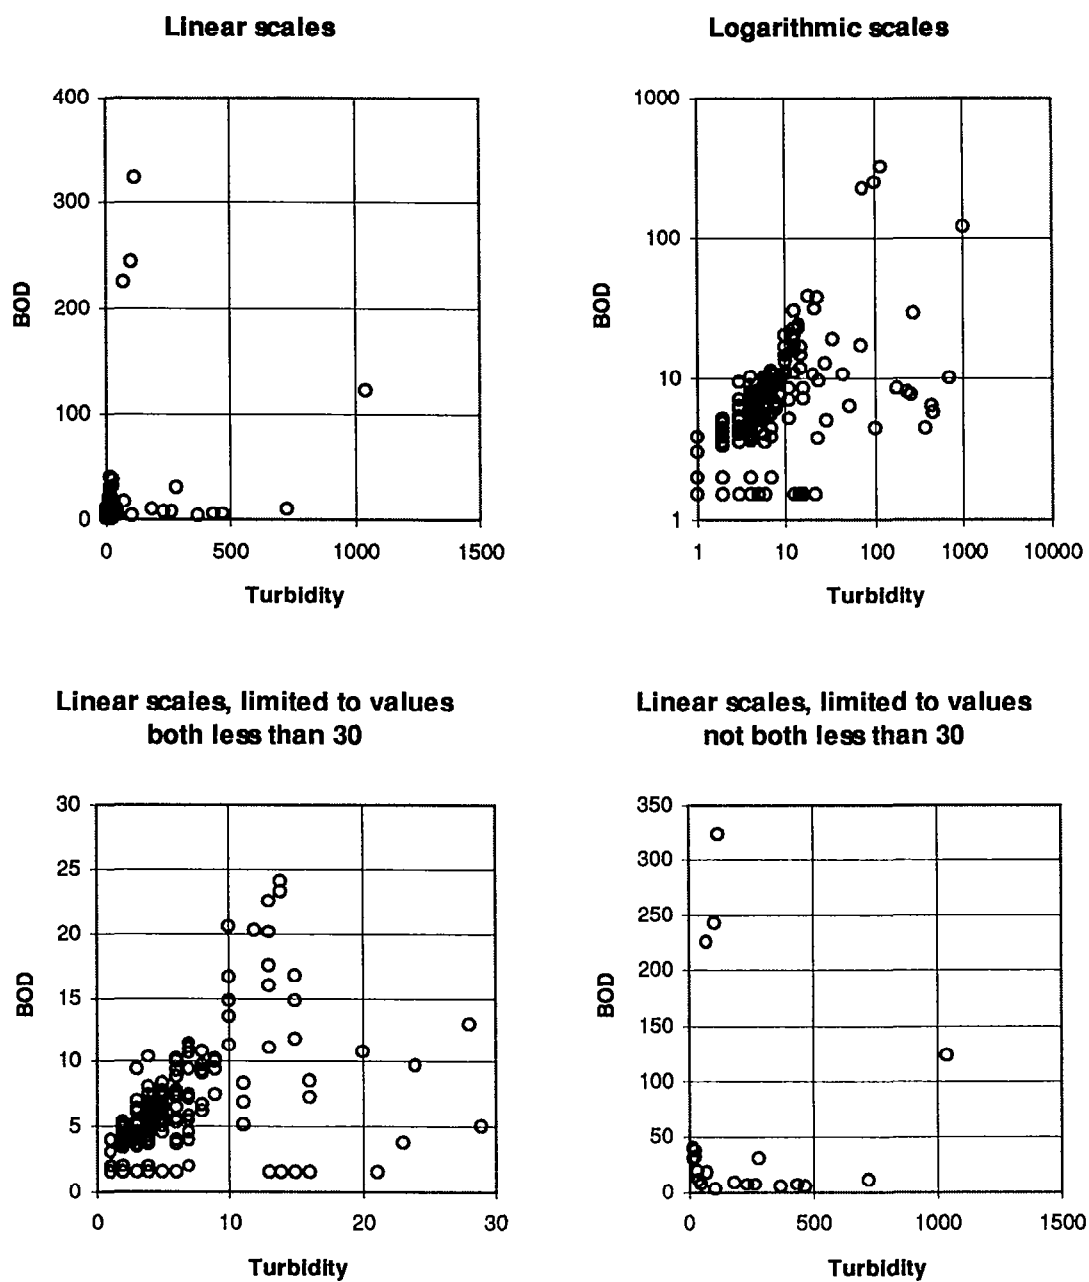 Linear scales
400
300
200
100
0
BOD
0 500 1000 1500
Turbidity
Logarithmic scales
1000
100
10
1
BOD
1 10 100 1000 10000
Turbidity
Linear scales, limited to values
both less than 30
30
25
20
15
10
5
0
BOD
0 10 20 30
Turbidity
Linear scales, limited to values
not both less than 30
350
300
250
200
150
100
50
0
BOD
0 500 1000 1500
Turbidity